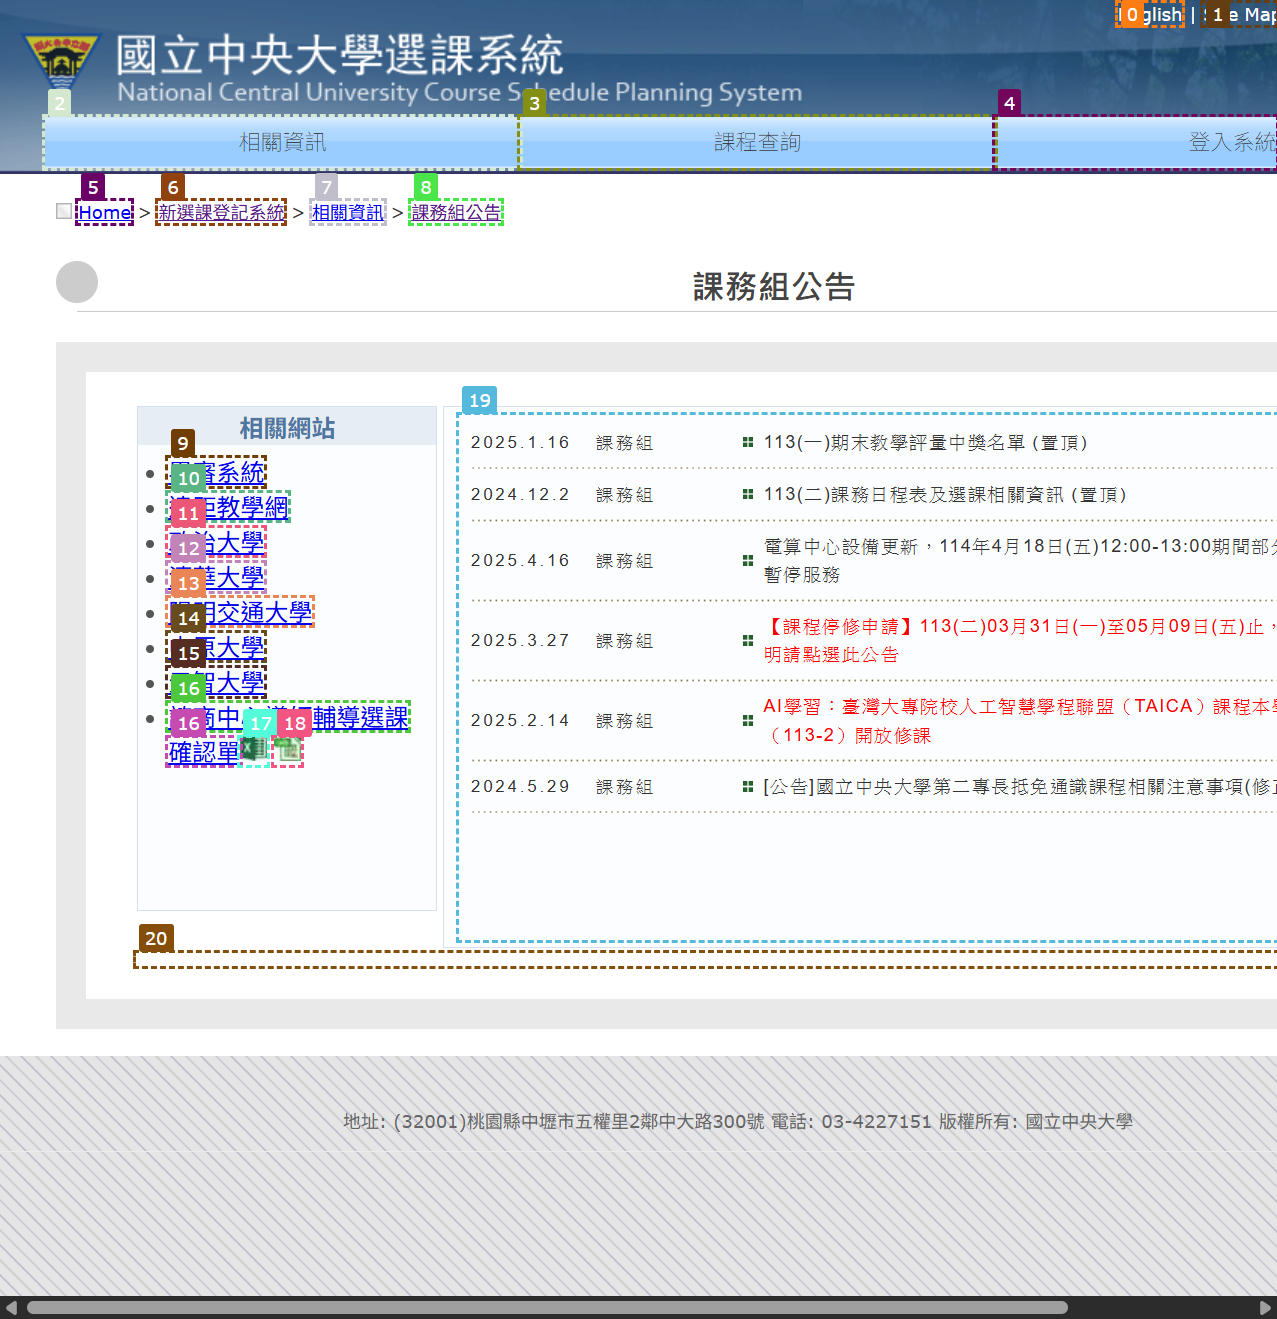 0 glish | 1 e Map
國立中央大學選課系統
National Central University Course S edule Planning System
2 3 4
相關資訊 課程查詢 登入系統
5 6 7 8
Home > 新選課登記系統 > 相關資訊 > 課務組公告
課務組公告
相關網站
9
系統
10
教學網
11
大學
12
大學
13
交通大學
14
大學
15
大學
16
輔導選課
16 17 18
確認單
19
2025.1.16 課務組 113(一)期末教學評量中獎名單 (置頂)
2024.12.2 課務組 113(二)課務日程表及選課相關資訊 (置頂)
2025.4.16 課務組 電算中心設備更新，114年4月18日(五)12:00-13:00期間部
暫停服務
2025.3.27 課務組 【課程停修申請】113(二)03月31日(一)至05月09日(五)止，
明請點選此公告
2025.2.14 課務組 AI學習：臺灣大專院校人工智慧學程聯盟（TAICA）課程本
（113-2）開放修課
2024.5.29 課務組 [公告]國立中央大學第二專長抵免通識課程相關注意事項(修
20
地址: (32001)桃園縣中壢市五權里2鄰中大路300號 電話: 03-4227151 版權所有: 國立中央大學